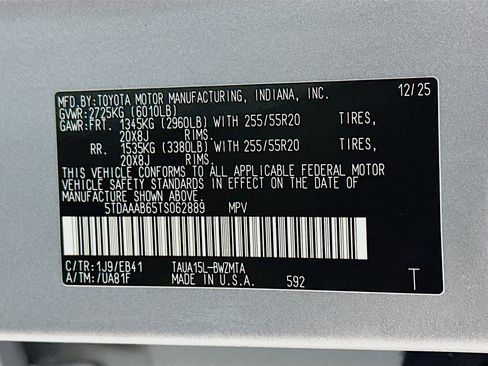 MFD.BY:TOYOTA MOTOR MANUFACTURING, INDIANA, INC. 12/25
GVWR:2725KG (6010LB)
GAWR:FRT. 1345KG (2960LB) WITH 255/55R20 TIRES,
20X8J RIMS.
RR. 1535KG (3380LB) WITH 255/55R20 TIRES,
20X8J RIMS.
THIS VEHICLE CONFORMS TO ALL APPLICABLE FEDERAL MOTOR
VEHICLE SAFETY STANDARDS IN EFFECT ON THE DATE OF
MANUFACTURE SHOWN ABOVE.
5TDAAAB65TS062889 MPV
C/TR:1J9/EB41 TAUA15L-BWZMTA
A/TM:/UA81F MADE IN U.S.A. 592 T